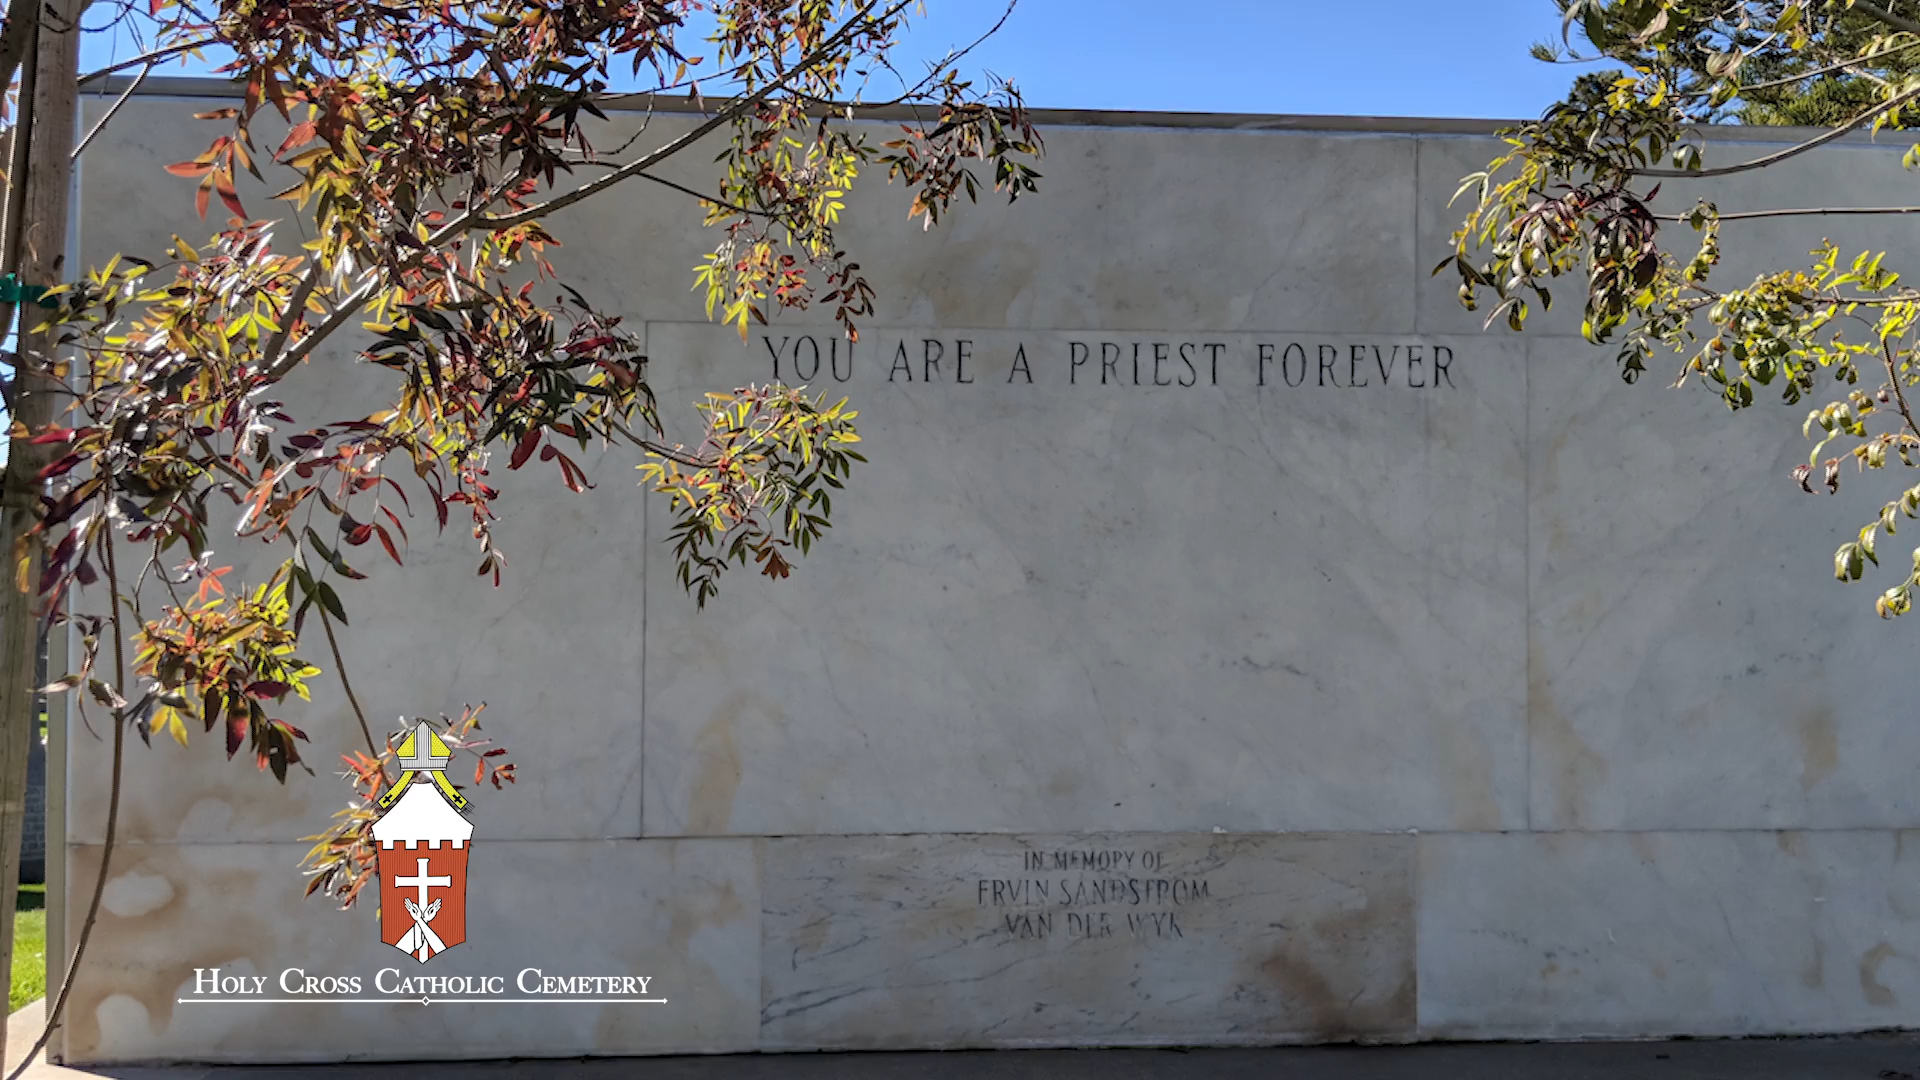 YOU ARE A PRIEST FOREVER
IN MEMORY OF
ERVIN SANDSTROM
VAN DER WYK
HOLY CROSS CATHOLIC CEMETERY